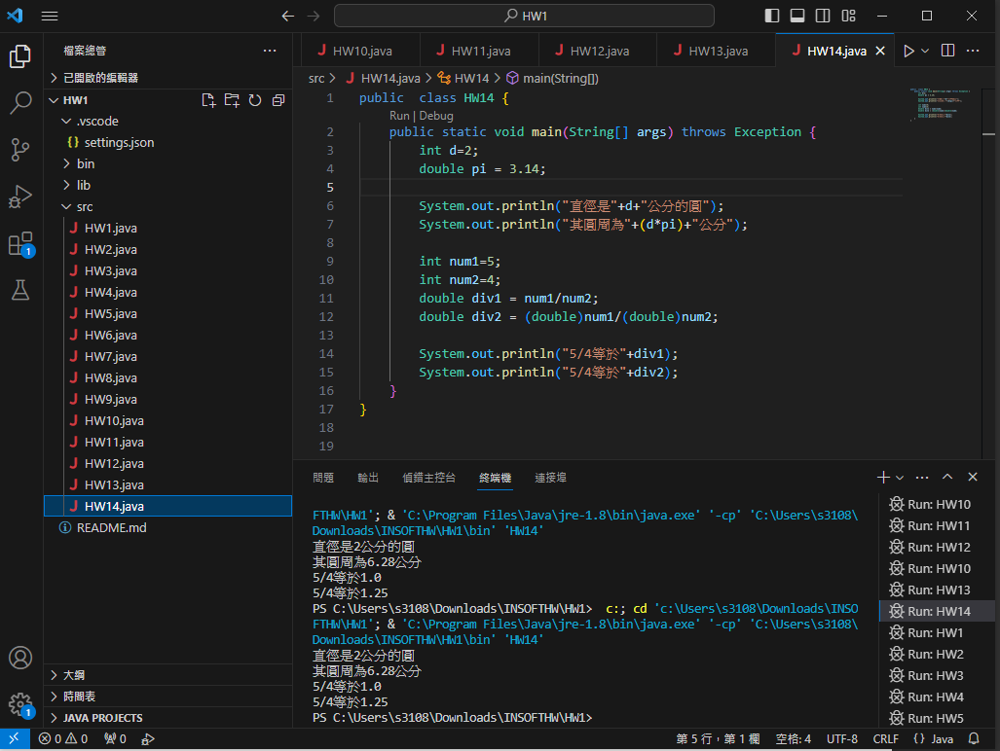 HW1
檔案總管
已開啟的編輯器
HW1
.vscode
{} settings.json
bin
lib
src
J HW1.java
J HW2.java
J HW3.java
J HW4.java
J HW5.java
J HW6.java
J HW7.java
J HW8.java
J HW9.java
J HW10.java
J HW11.java
J HW12.java
J HW13.java
J HW14.java
README.md
大綱
時間表
JAVA PROJECTS
1
1
J HW10.java J HW11.java J HW12.java J HW13.java J HW14.java
src > J HW14.java > HW14 > main(String[])
1 public  class HW14 {
Run | Debug
2 public static void main(String[] args) throws Exception {
3 int d=2;
4 double pi = 3.14;
5
6 System.out.println("直徑是"+d+"公分的圓");
7 System.out.println("其圓周為"+(d*pi)+"公分");
8
9 int num1=5;
10 int num2=4;
11 double div1 = num1/num2;
12 double div2 = (double)num1/(double)num2;
13
14 System.out.println("5/4等於"+div1);
15 System.out.println("5/4等於"+div2);
16 }
17 }
18
19
問題 輸出 偵錯主控台 終端機 連接埠
FTHW\HW1'; & 'C:\Program Files\Java\jre-1.8\bin\java.exe' '-cp' 'C:\Users\s3108\
Downloads\INSOFTHW\HW1\bin' 'HW14'
直徑是2公分的圓
其圓周為6.28公分
5/4等於1.0
5/4等於1.25
PS C:\Users\s3108\Downloads\INSOFTHW\HW1>  c:; cd 'c:\Users\s3108\Downloads\INSO
FTHW\HW1'; & 'C:\Program Files\Java\jre-1.8\bin\java.exe' '-cp' 'C:\Users\s3108\
Downloads\INSOFTHW\HW1\bin' 'HW14'
直徑是2公分的圓
其圓周為6.28公分
5/4等於1.0
5/4等於1.25
PS C:\Users\s3108\Downloads\INSOFTHW\HW1>
Run: HW10
Run: HW11
Run: HW12
Run: HW10
Run: HW13
Run: HW14
Run: HW1
Run: HW2
Run: HW3
Run: HW4
Run: HW5
0 0 0 第 5 行，第 1 欄 空格: 4 UTF-8 CRLF {} Java